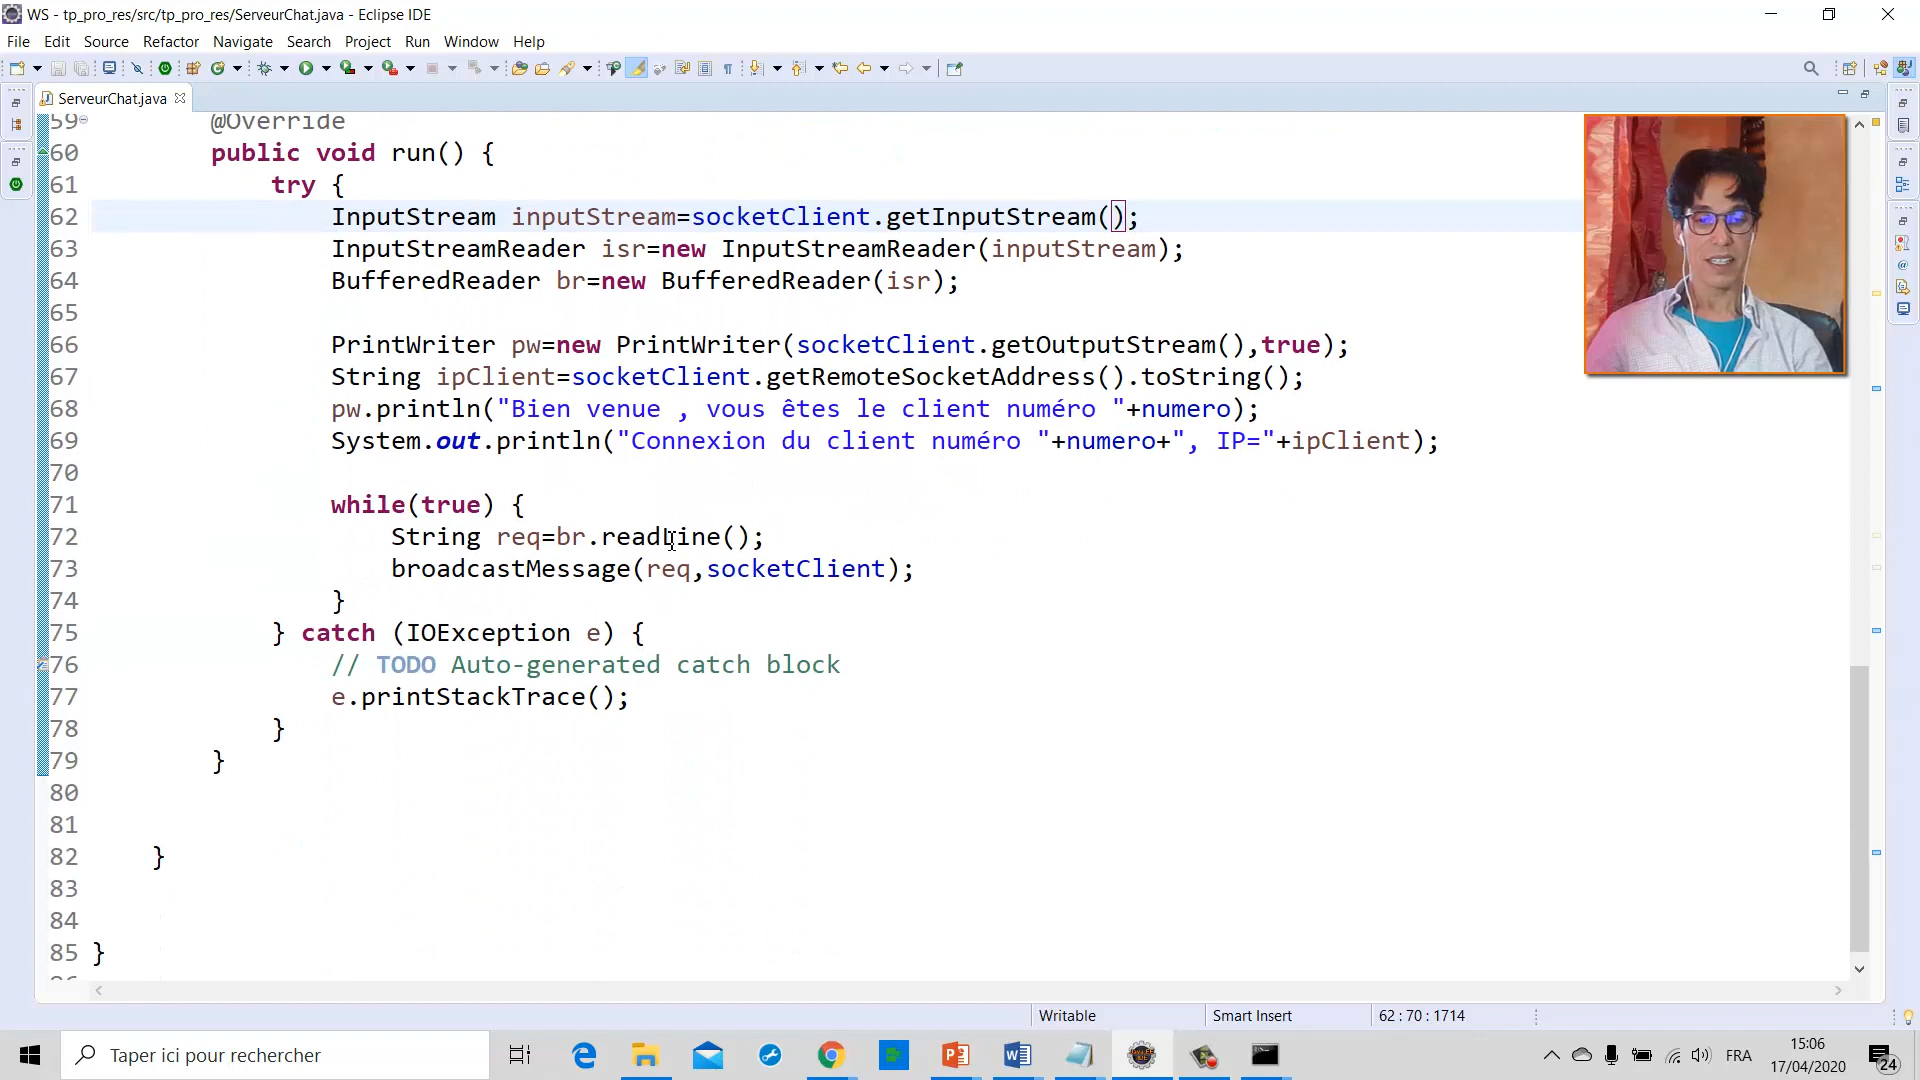 WS - tp_pro_res/src/tp_pro_res/ServeurChat.java - Eclipse IDE
File Edit Source Refactor Navigate Search Project Run Window Help
ServeurChat.java
59 @Override
60 public void run() {
61 try {
62 InputStream inputStream=socketClient.getInputStream();
63 InputStreamReader isr=new InputStreamReader(inputStream);
64 BufferedReader br=new BufferedReader(isr);
65
66 PrintWriter pw=new PrintWriter(socketClient.getOutputStream(),true);
67 String ipClient=socketClient.getRemoteSocketAddress().toString();
68 pw.println("Bien venue , vous êtes le client numéro "+numero);
69 System.out.println("Connexion du client numéro "+numero+", IP="+ipClient);
70
71 while(true) {
72 String req=br.readLine();
73 broadcastMessage(req,socketClient);
74 }
75 } catch (IOException e) {
76 // TODO Auto-generated catch block
77 e.printStackTrace();
78 }
79 }
80
81
82 }
83
84
85 }
Writable Smart Insert 62 : 70 : 1714
Taper ici pour rechercher
FRA
15:06
17/04/2020
24